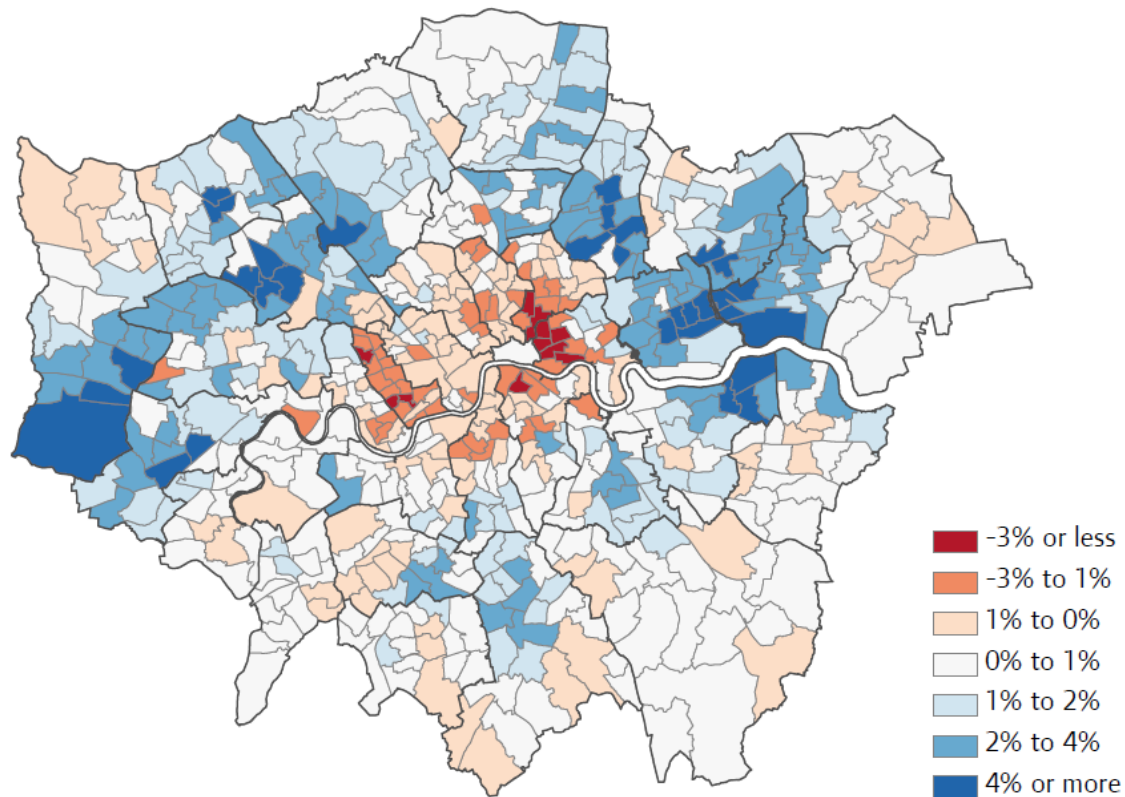 -3% or less
-3% to 1%
1% to 0%
0% to 1%
1% to 2%
2% to 4%
4% or more